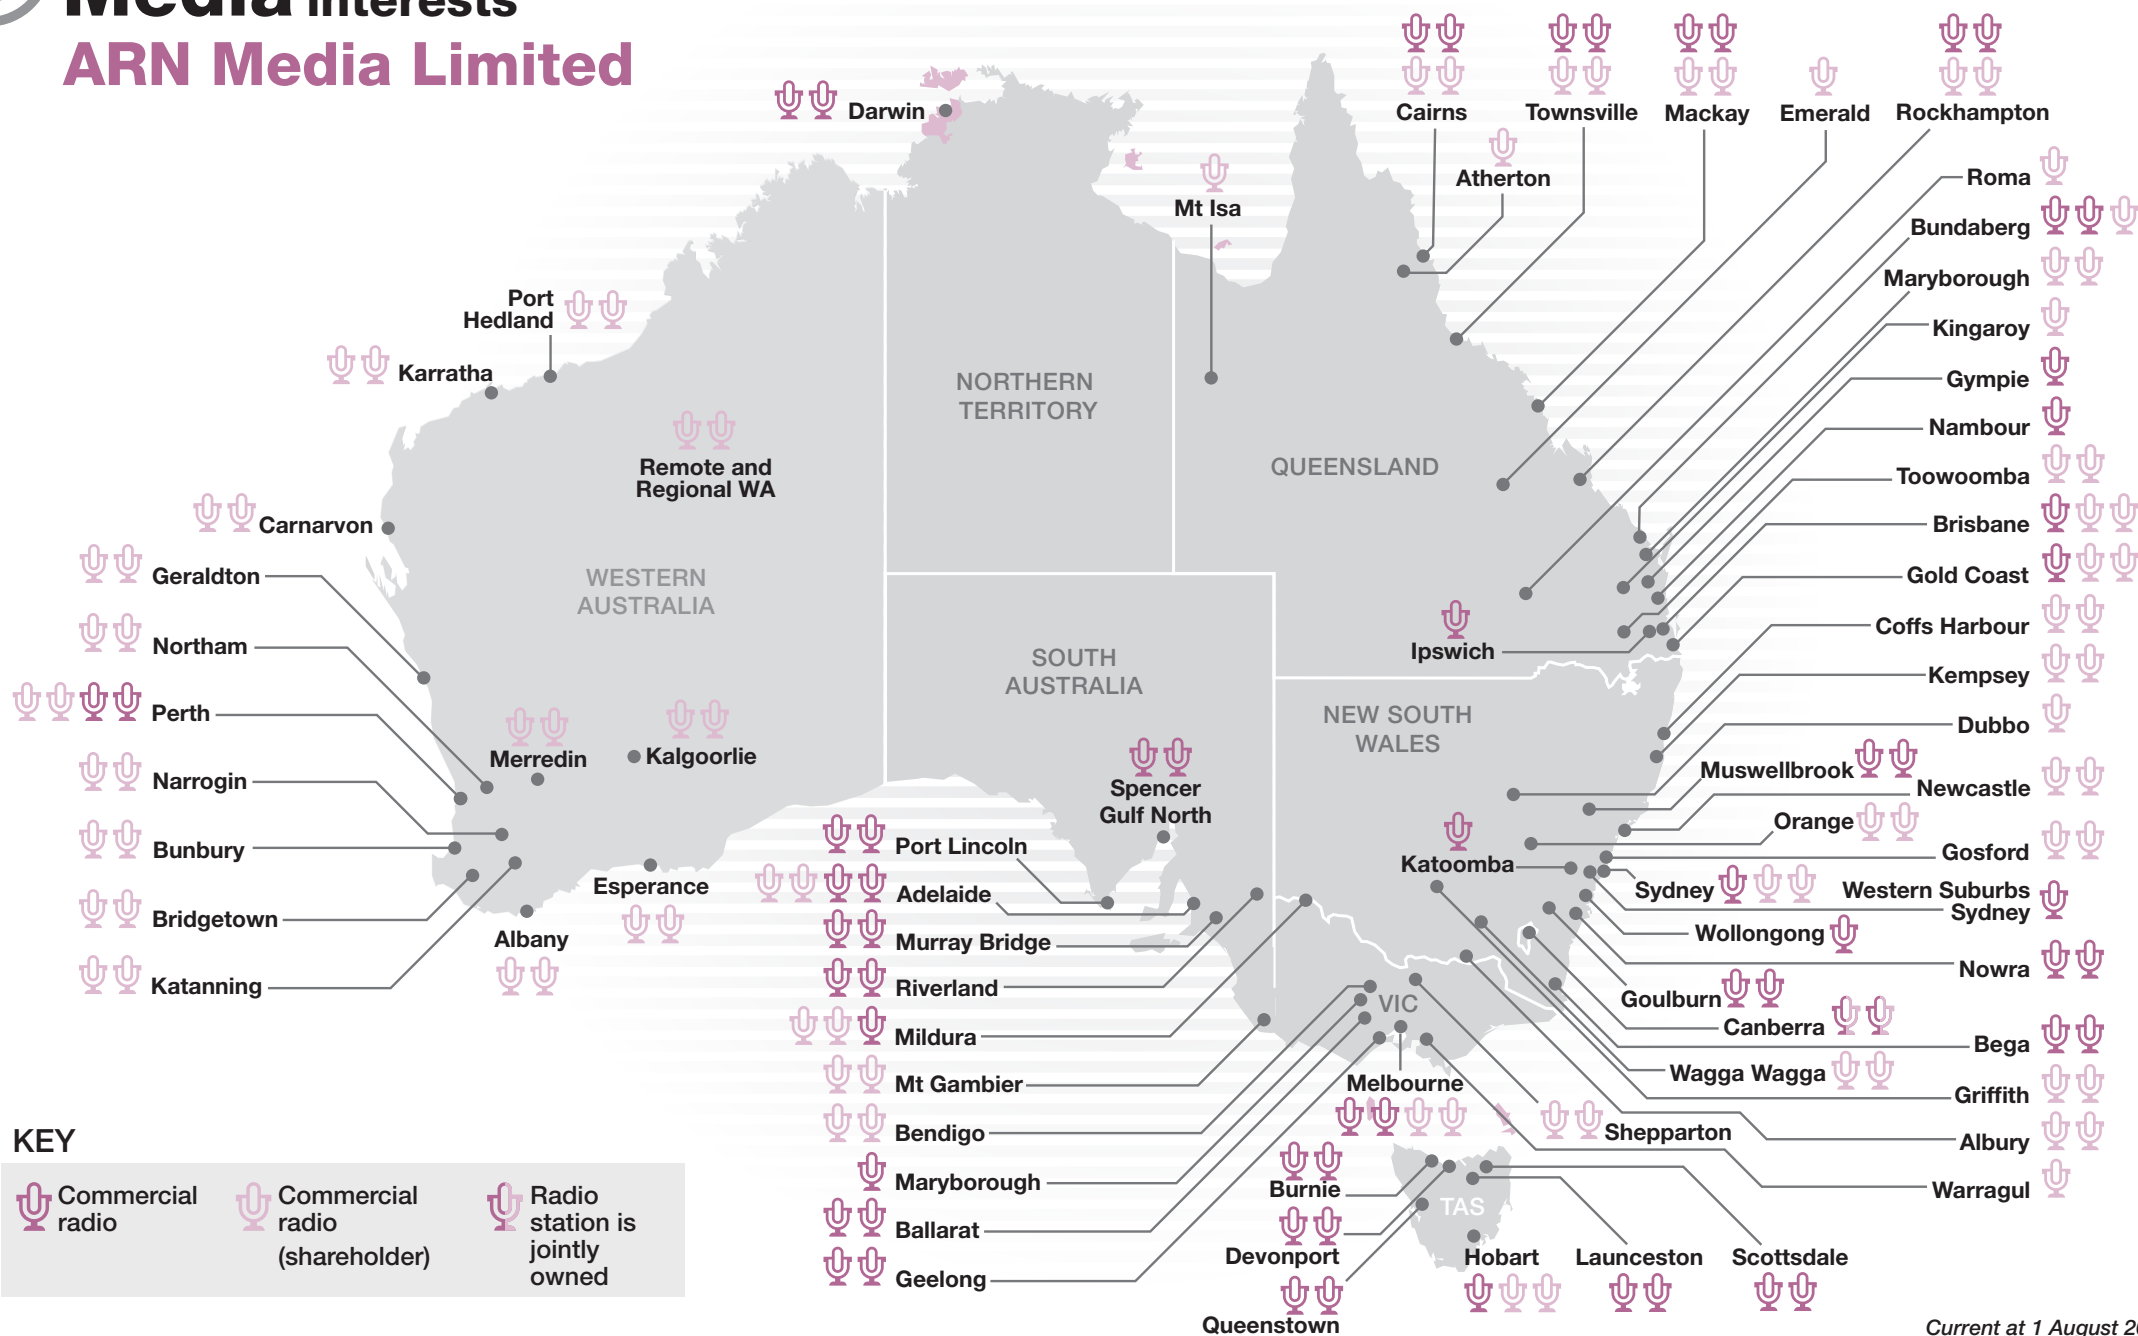 Media interests
ARN Media Limited
Darwin
Cairns
Townsville
Mackay
Emerald
Rockhampton
Atherton
Mt Isa
Roma
Bundaberg
Maryborough
Kingaroy
Gympie
Nambour
Toowoomba
Brisbane
Gold Coast
Coffs Harbour
Kempsey
Dubbo
Muswellbrook
Newcastle
Orange
Gosford
Katoomba
Sydney
Western Suburbs
Sydney
Wollongong
Nowra
Goulburn
Canberra
Bega
Wagga Wagga
Griffith
Albury
Warragul
Ipswich
Port
Hedland
Karratha
Remote and
Regional WA
Carnarvon
Geraldton
Northam
Perth
Narrogin
Bunbury
Bridgetown
Katanning
Merredin
Kalgoorlie
Esperance
Albany
NORTHERN
TERRITORY
QUEENSLAND
WESTERN
AUSTRALIA
SOUTH
AUSTRALIA
NEW SOUTH
WALES
VIC
TAS
Spencer
Gulf North
Port Lincoln
Adelaide
Murray Bridge
Riverland
Mildura
Mt Gambier
Bendigo
Maryborough
Ballarat
Geelong
Melbourne
Shepparton
Burnie
Devonport
Queenstown
Hobart
Launceston
Scottsdale
KEY
Commercial
radio
Commercial
radio
(shareholder)
Radio
station is
jointly
owned
Current at 1 August